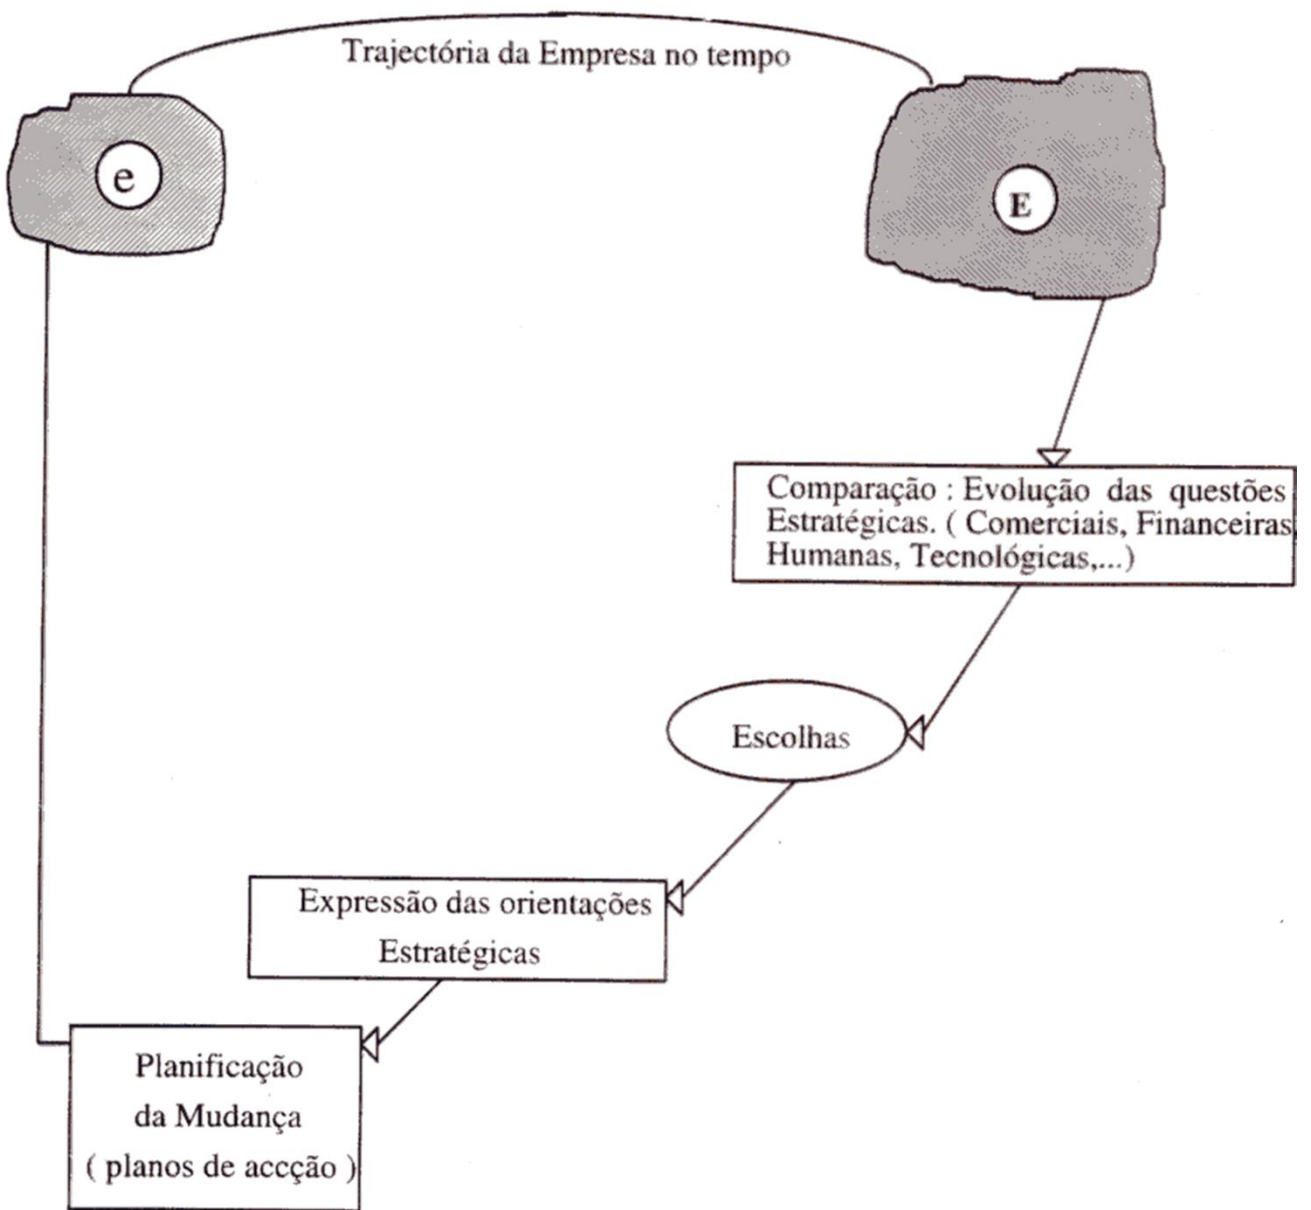 Trajectória da Empresa no tempo
e
E
Comparação : Evolução das questões
Estratégicas. ( Comerciais, Financeiras,
Humanas, Tecnológicas,...)
Escolhas
Expressão das orientações
Estratégicas
Planificação
da Mudança
( planos de accção )